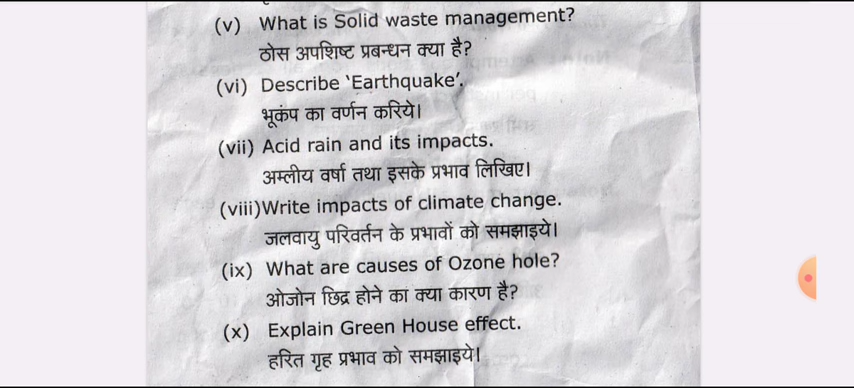 (v) What is Solid waste management?
ठोस अपशिष्ट प्रबन्धन क्या है?
(vi) Describe 'Earthquake'.
भूकंप का वर्णन करिये।
(vii) Acid rain and its impacts.
अम्लीय वर्षा तथा इसके प्रभाव लिखिए।
(viii)Write impacts of climate change.
जलवायु परिवर्तन के प्रभावों को समझाइये।
(ix) What are causes of Ozone hole?
ओजोन छिद्र होने का क्या कारण है?
(x) Explain Green House effect.
हरित गृह प्रभाव को समझाइये।